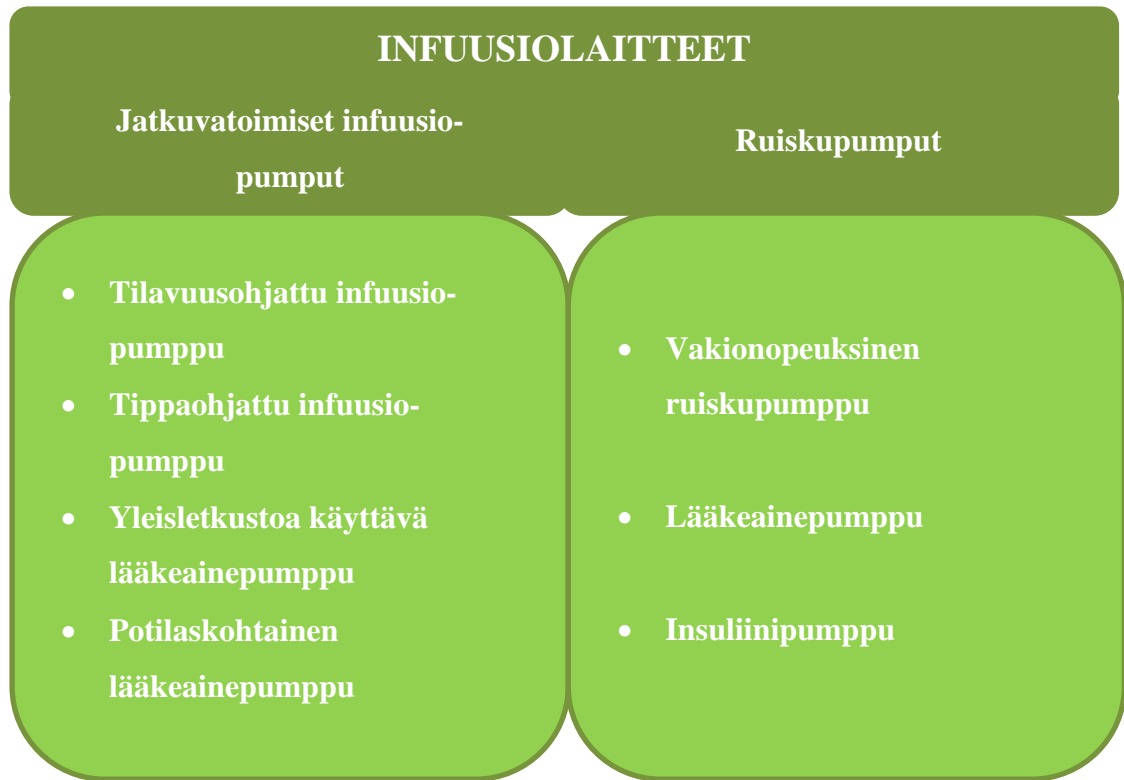 INFUUSIOLAITTEET
Jatkuvatoimiset infuusio-
pumput
Ruiskupumput
• Tilavuusohjattu infuusio-
pumppu
• Tippaohjattu infuusio-
pumppu
• Yleisletkustoa käyttävä
lääkeainepumppu
• Potilaskohtainen
lääkeainepumppu
• Vakionopeuksinen
ruiskupumppu
• Lääkeainepumppu
• Insuliinipumppu